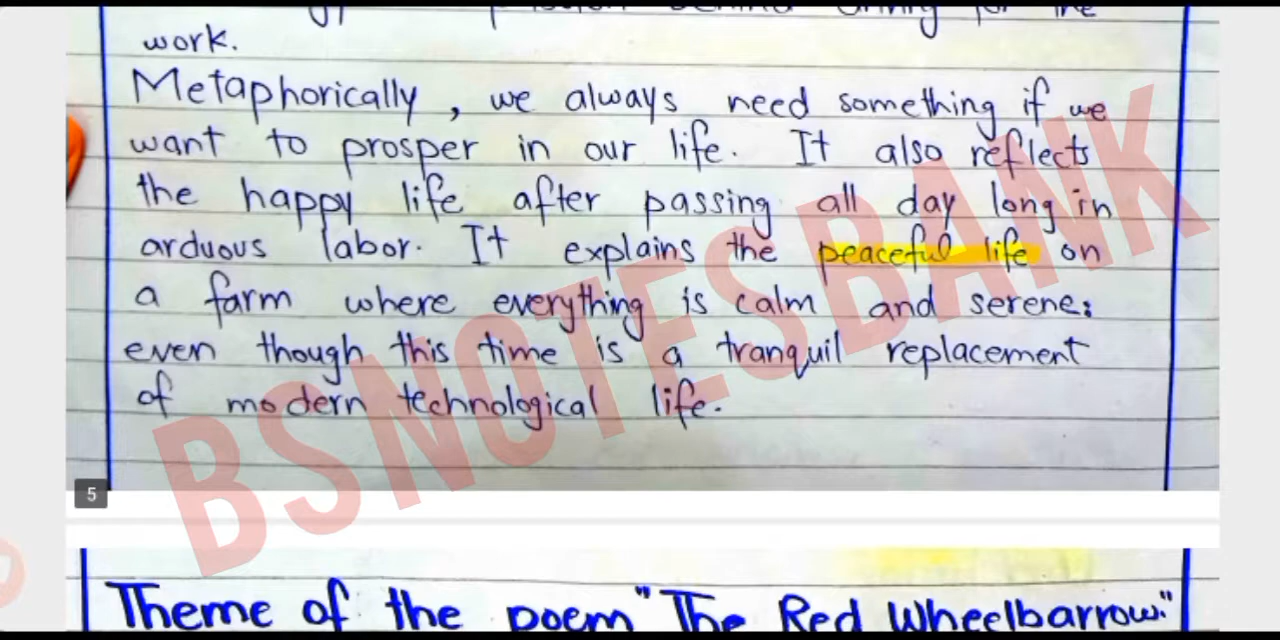 work.
Metaphorically, we always need something if we
want to prosper in our life. It also reflects
the happy life after passing all day long in
arduous labor. It explains the peaceful life on
a farm where everything is calm and serene;
even though this time is a tranquil replacement
of modern technological life.
BSNOTESBANK
5
Theme of the poem "The Red Wheelbarrow."